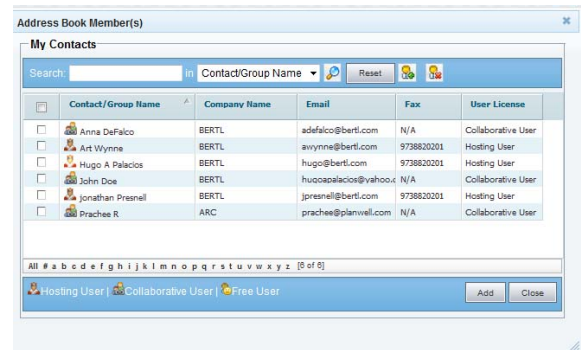 Address Book Member(s)
My Contacts
Search: in Contact/Group Name Reset
Contact/Group Name Company Name Email Fax User License
Anna DeFalco BERTL adefalco@bertl.com N/A Collaborative User
Art Wynne BERTL awynne@bertl.com 9738820201 Hosting User
Hugo A Palacios BERTL hugo@bertl.com 9738820201 Hosting User
John Doe BERTL hugoapalacios@yahoo.c N/A Collaborative User
jonathan Presnell BERTL jpresnell@bertl.com 9738820201 Hosting User
Prachee R ARC prachee@planwell.com N/A Collaborative User
All # a b c d e f g h i j k l m n o p q r s t u v w x y z [6 of 6]
Hosting User | Collaborative User | Free User Add Close